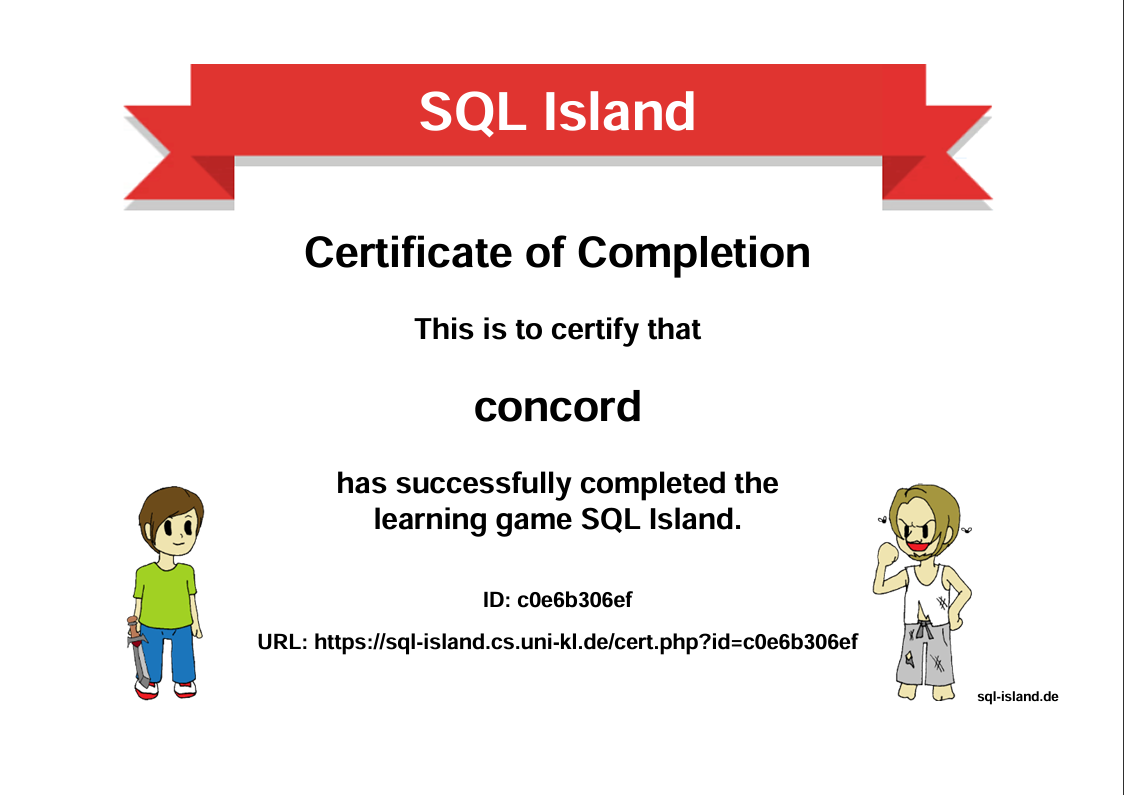 SQL Island
Certificate of Completion
This is to certify that
concord
has successfully completed the
learning game SQL Island.
ID: c0e6b306ef
URL: https://sql-island.cs.uni-kl.de/cert.php?id=c0e6b306ef
sql-island.de